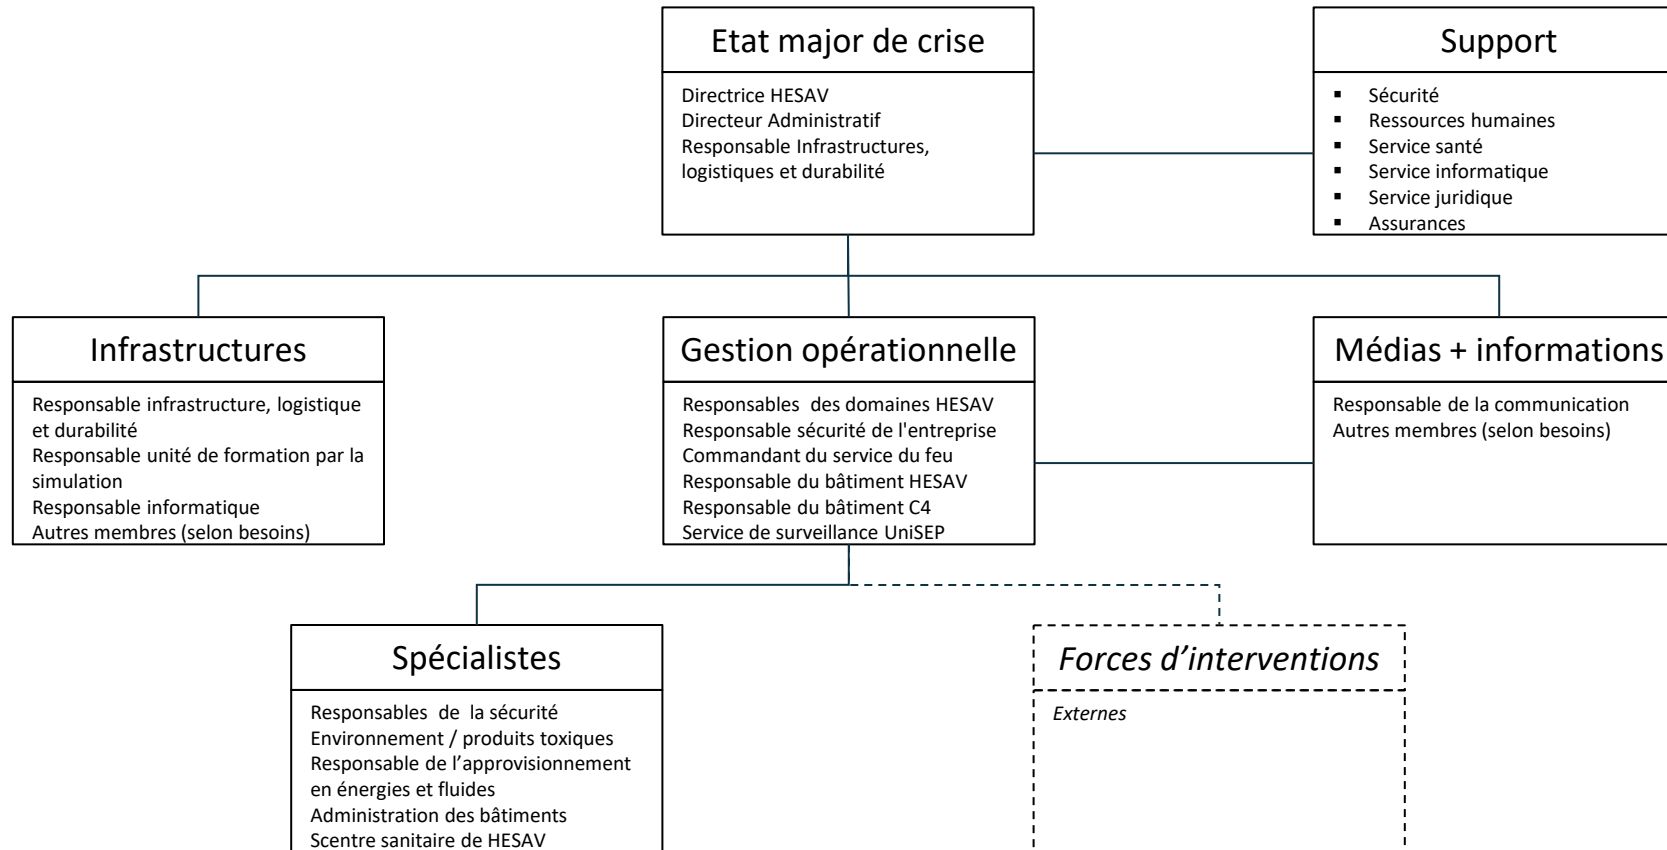 Etat major de crise
Directrice HESAV
Directeur Administratif
Responsable Infrastructures,
logistiques et durabilité
Support
▪ Sécurité
▪ Ressources humaines
▪ Service santé
▪ Service informatique
▪ Service juridique
▪ Assurances
Infrastructures
Responsable infrastructure, logistique
et durabilité
Responsable unité de formation par la
simulation
Responsable informatique
Autres membres (selon besoins)
Gestion opérationnelle
Responsables  des domaines HESAV
Responsable sécurité de l'entreprise
Commandant du service du feu
Responsable du bâtiment HESAV
Responsable du bâtiment C4
Service de surveillance UniSEP
Médias + informations
Responsable de la communication
Autres membres (selon besoins)
Spécialistes
Responsables  de  la sécurité
Environnement / produits toxiques
Responsable de l’approvisionnement
en énergies et fluides
Administration des bâtiments
Scentre sanitaire de HESAV
Forces d’interventions
Externes